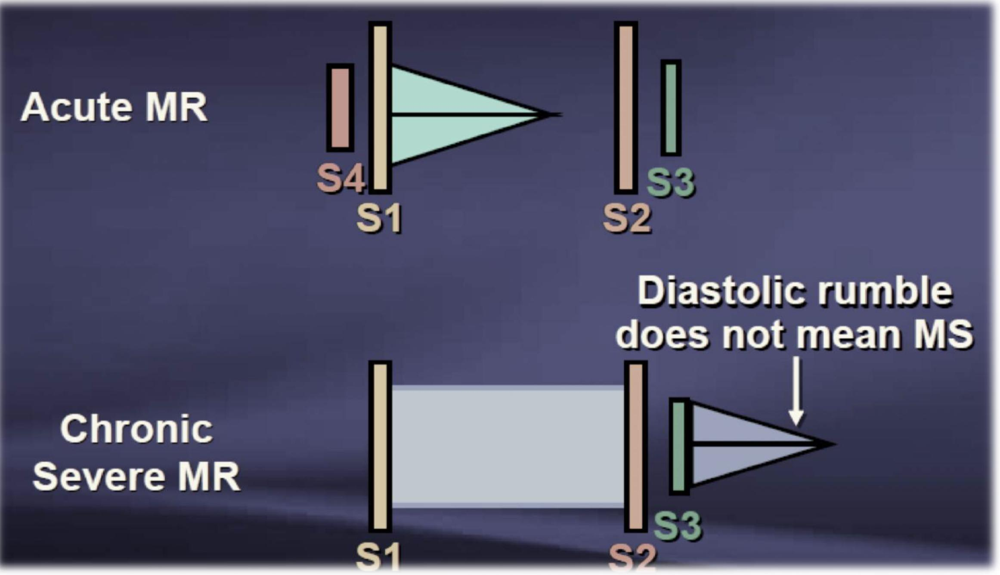 Acute MR
S4
S1
S2
S3
Diastolic rumble
does not mean MS
Chronic
Severe MR
S1
S2
S3